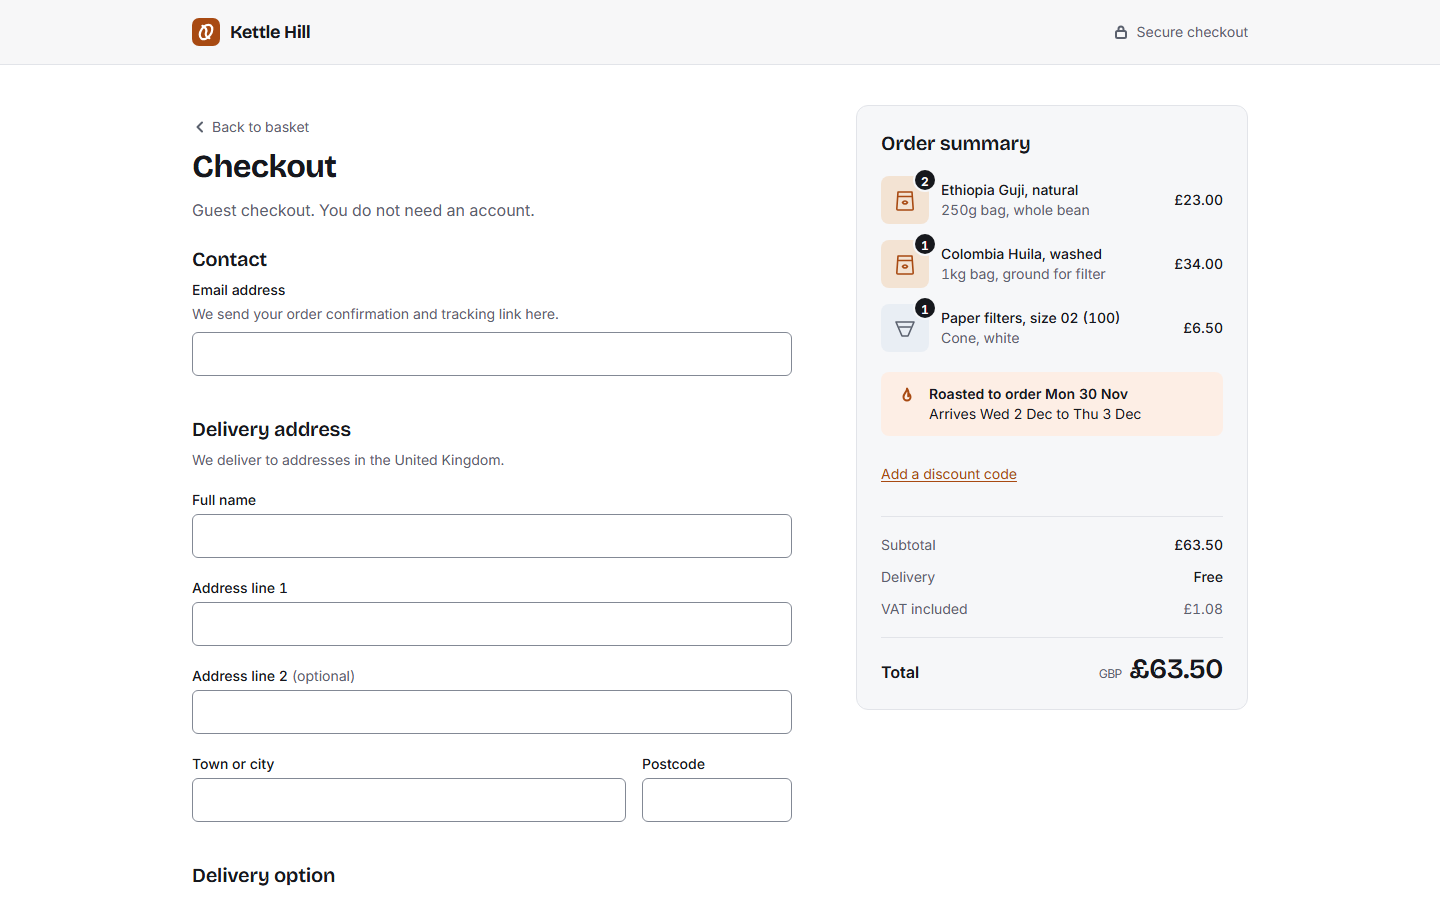 Kettle Hill
Secure checkout
Back to basket
Checkout
Guest checkout. You do not need an account.
Contact
Email address
We send your order confirmation and tracking link here.
Delivery address
We deliver to addresses in the United Kingdom.
Full name
Address line 1
Address line 2 (optional)
Town or city
Postcode
Delivery option
Order summary
2
Ethiopia Guji, natural
250g bag, whole bean
£23.00
1
Colombia Huila, washed
1kg bag, ground for filter
£34.00
1
Paper filters, size 02 (100)
Cone, white
£6.50
Roasted to order Mon 30 Nov
Arrives Wed 2 Dec to Thu 3 Dec
Add a discount code
Subtotal £63.50
Delivery Free
VAT included £1.08
Total GBP £63.50